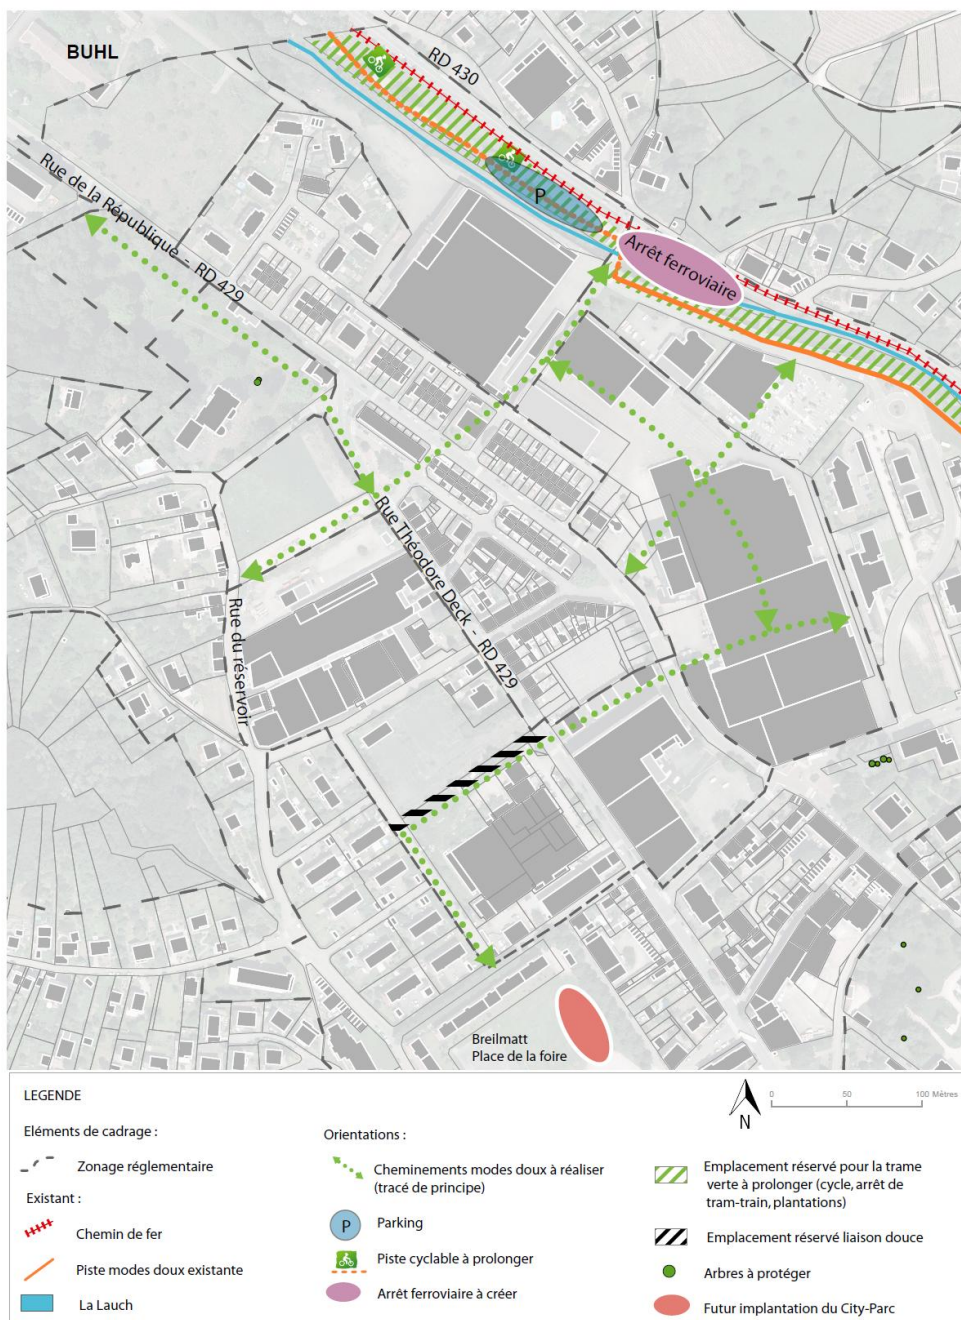 BUHL
RD 430
Rue de la République - RD 429
P
Arrêt ferroviaire
Rue Théodore Deck - RD 429
Rue du réservoir
Breilmatt
Place de la foire
LEGENDE
Eléments de cadrage :
Zonage réglementaire
Existant :
Chemin de fer
Piste modes doux existante
La Lauch
Orientations :
Cheminements modes doux à réaliser
(tracé de principe)
P
Parking
Piste cyclable à prolonger
Arrêt ferroviaire à créer
N
0 50 100 Mètres
Emplacement réservé pour la trame
verte à prolonger (cycle, arrêt de
tram-train, plantations)
Emplacement réservé liaison douce
Arbres à protéger
Futur implantation du City-Parc